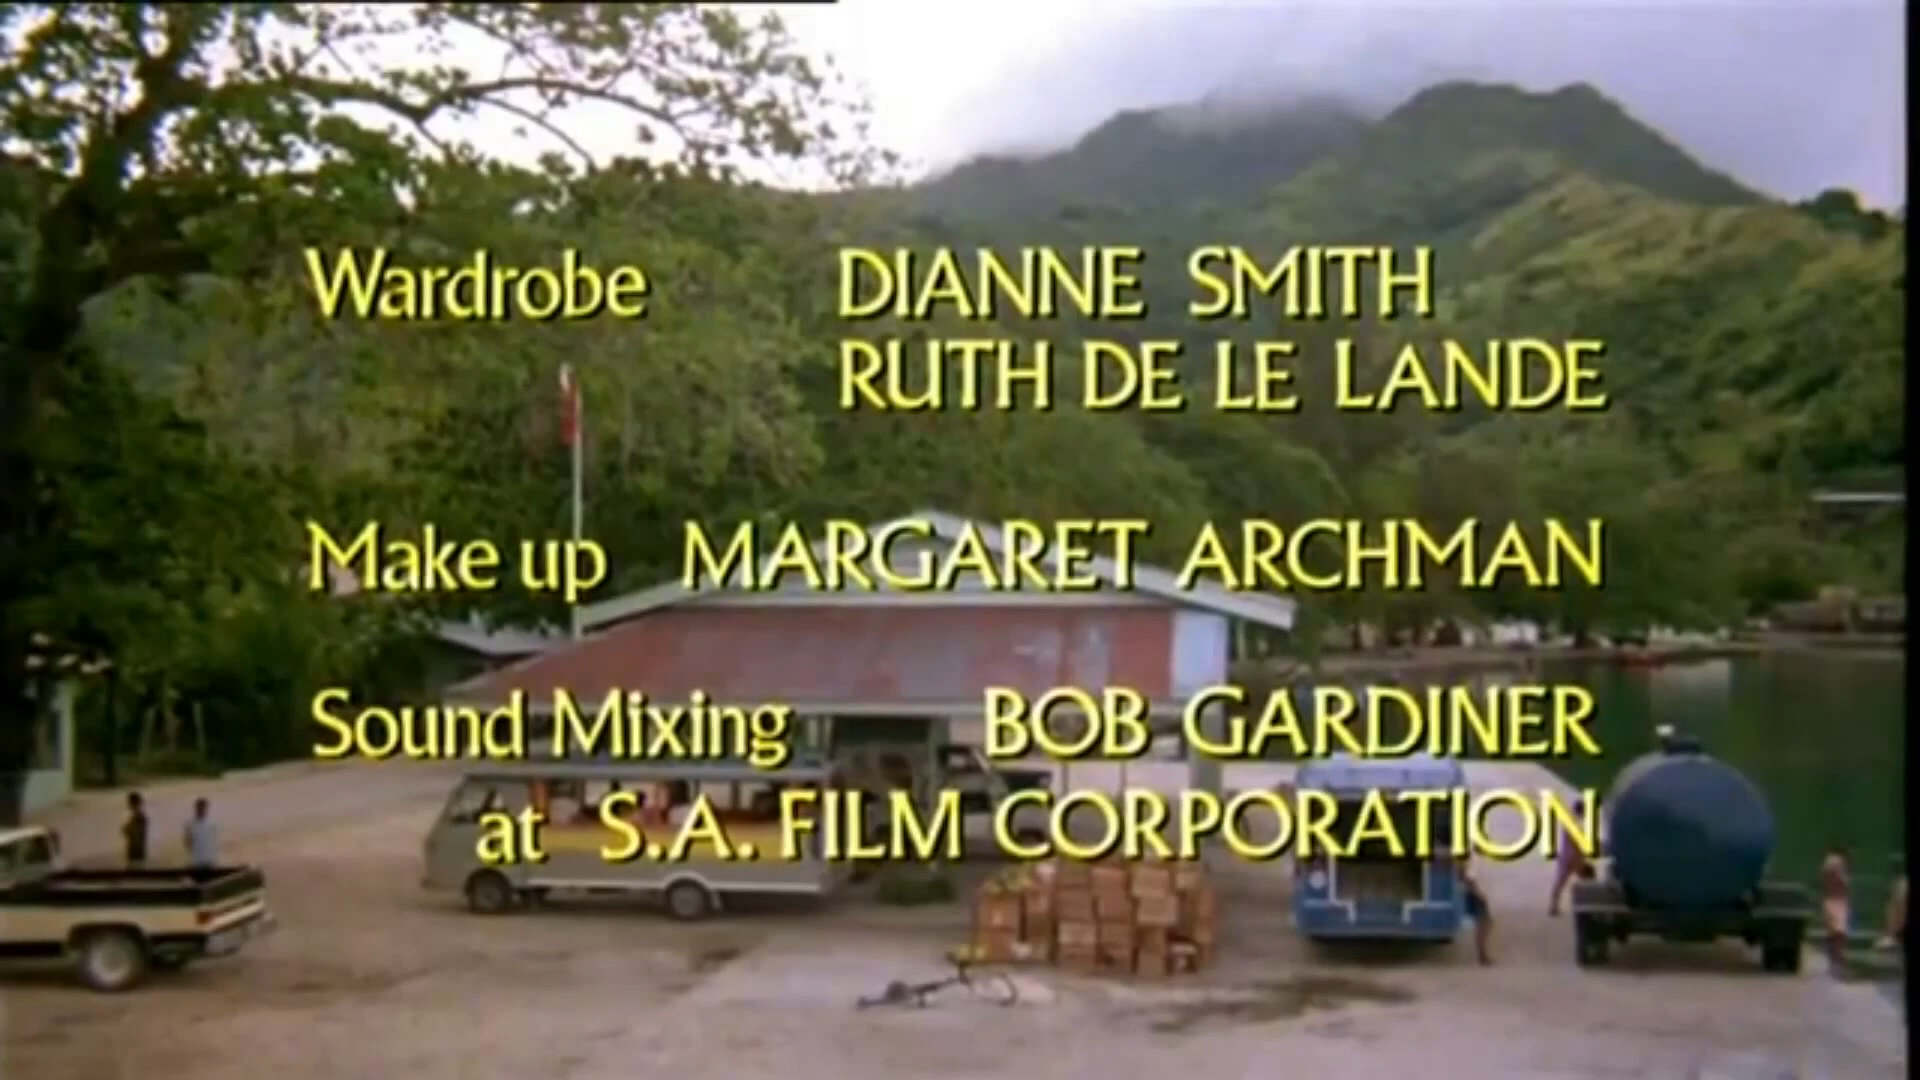 Wardrobe DIANNE SMITH
RUTH DE LE LANDE
Make up MARGARET ARCHMAN
Sound Mixing BOB GARDINER
at S.A. FILM CORPORATION